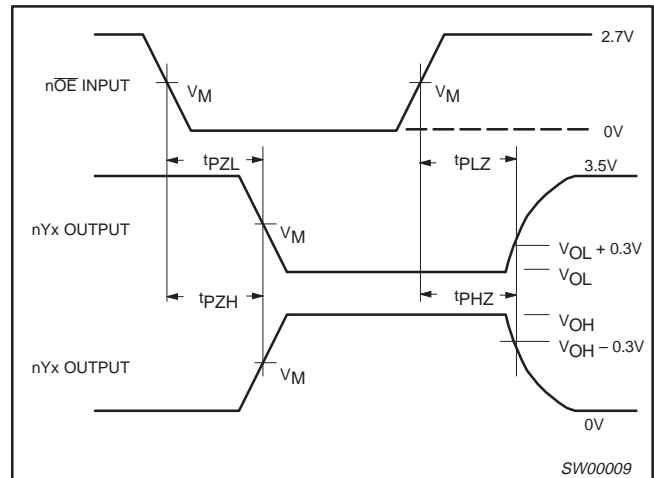 2.7V
nOE INPUT
VM
VM
0V
tPZL
tPLZ
3.5V
nYx OUTPUT
VM
VOL + 0.3V
VOL
tPZH
tPHZ
VOH
VOH – 0.3V
nYx OUTPUT
VM
0V
SW00009